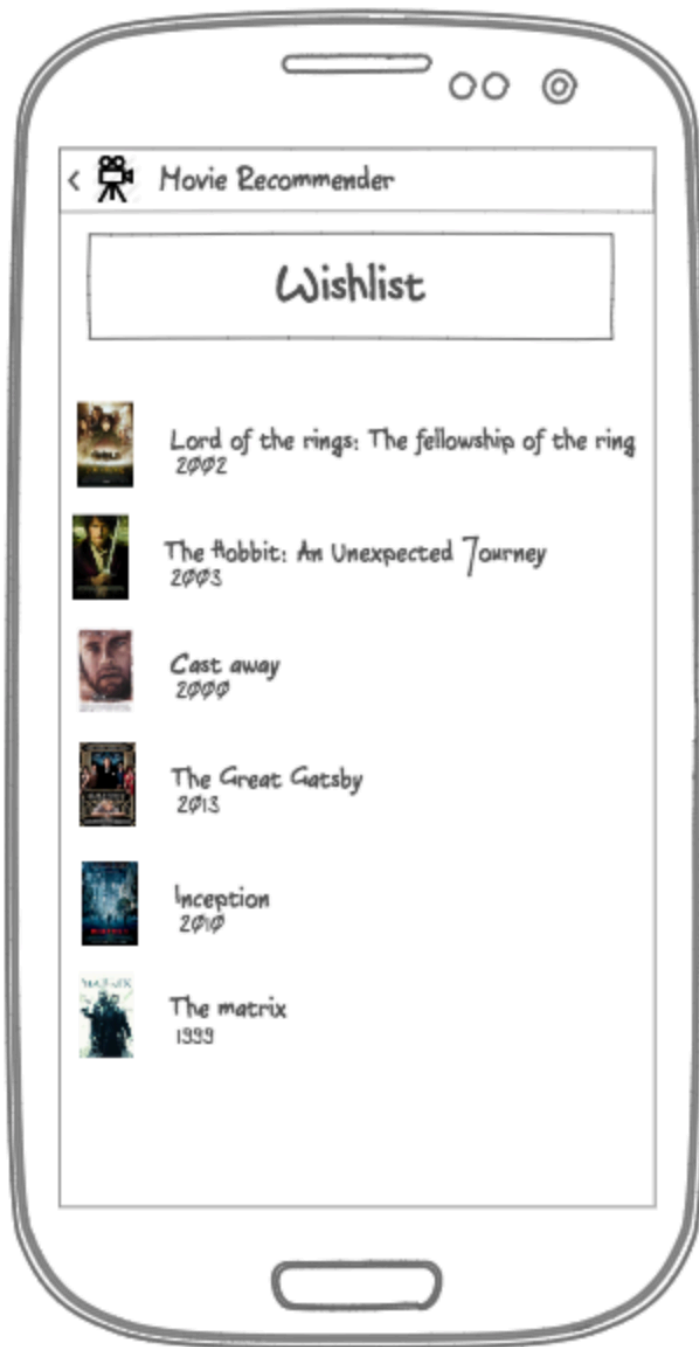 Movie Recommender
Wishlist
Lord of the rings: The fellowship of the ring
2002
The Hobbit: An Unexpected Journey
2003
Cast away
2000
The Great Gatsby
2013
Inception
2010
The matrix
1999